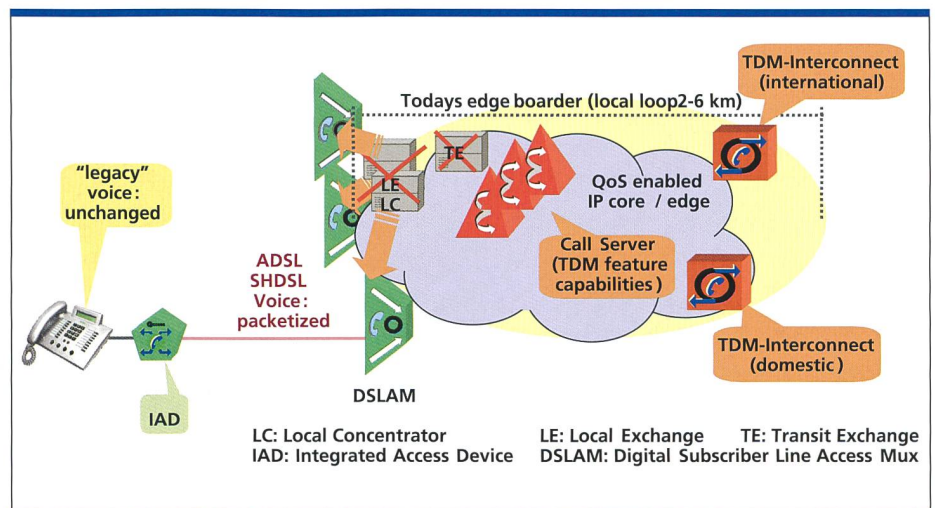 TDM-Interconnect
(international)
Todays edge boarder (local loop2-6 km)
TE
"legacy"
voice:
unchanged
LE
LC
QoS enabled
IP core / edge
Call Server
(TDM feature
capabilities)
ADSL
SHDSL
Voice:
packetized
TDM-Interconnect
(domestic)
DSLAM
IAD
LC: Local Concentrator
LE: Local Exchange
TE: Transit Exchange
IAD: Integrated Access Device
DSLAM: Digital Subscriber Line Access Mux